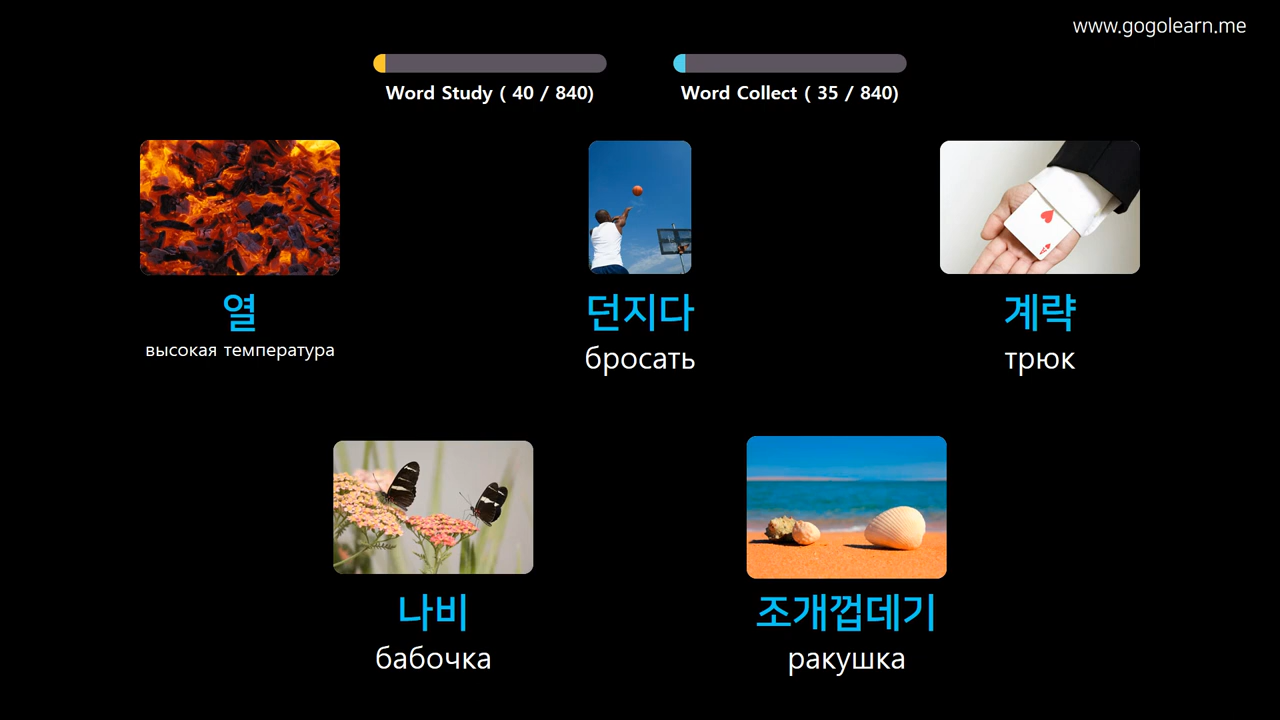 www.gogolearn.me
Word Study ( 40 / 840)
Word Collect ( 35 / 840)
열
высокая температура
던지다
бросать
계략
трюк
나비
бабочка
조개껍데기
ракушка